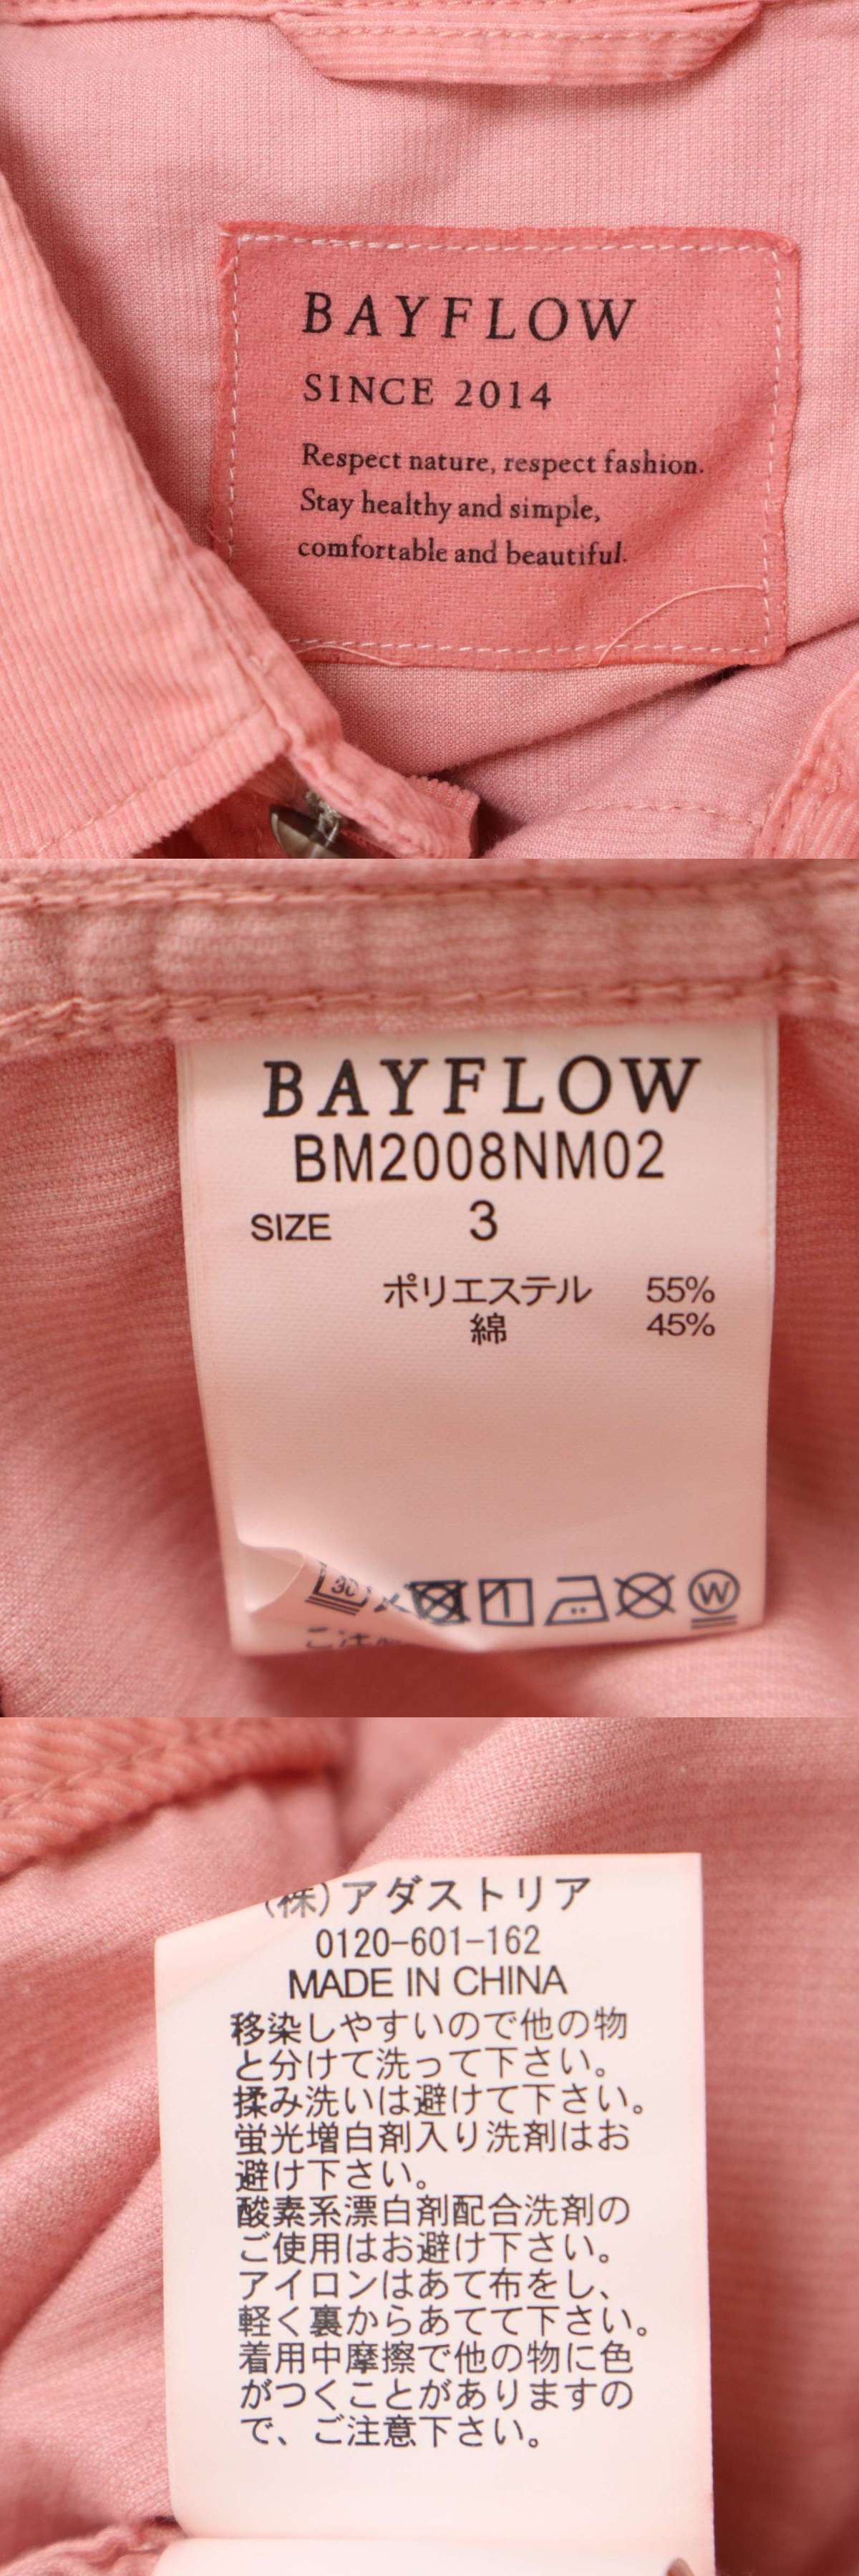 BAYFLOW
SINCE 2014
Respect nature, respect fashion.
Stay healthy and simple,
comfortable and beautiful.
BAYFLOW
BM2008NM02
SIZE 3
ポリエステル 55%
綿 45%
30
W
(株)アダストリア
0120-601-162
MADE IN CHINA
移染しやすいので他の物
と分けて洗って下さい。
揉み洗いは避けて下さい。
蛍光増白剤入り洗剤はお
避け下さい。
酸素系漂白剤配合洗剤の
ご使用はお避け下さい。
アイロンはあて布をし、
軽く裏からあてて下さい。
着用中摩擦で他の物に色
がつくことがありますの
で、ご注意下さい。